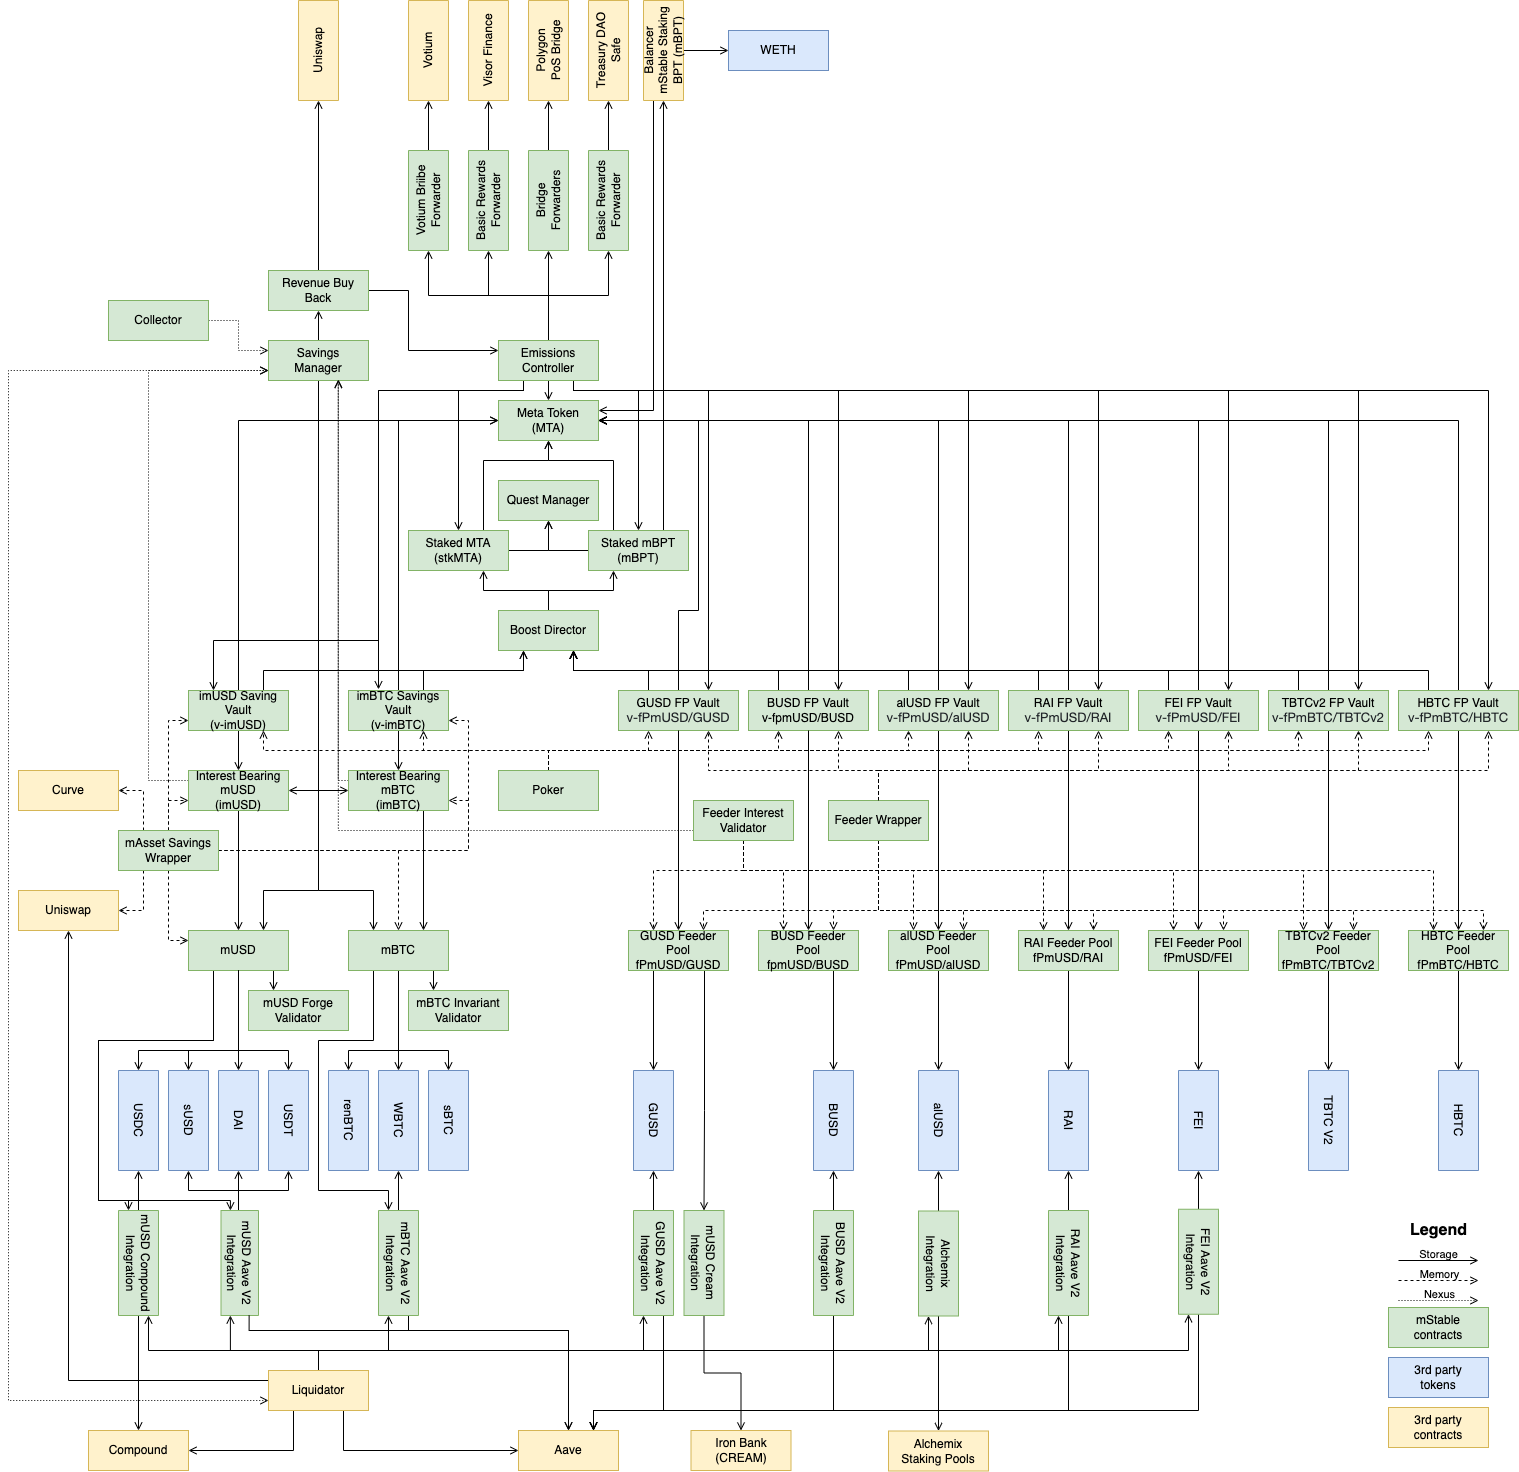 Uniswap
Votium
Visor Finance
Polygon
PoS Bridge
Treasury DAO
Safe
Balancer
mStable Staking
BPT (mBPT)
WETH
Votium Briibe
Forwarder
Basic Rewards
Forwarder
Bridge
Forwarders
Basic Rewards
Forwarder
Revenue Buy
Back
Collector
Savings
Manager
Emissions
Controller
Meta Token
(MTA)
Quest Manager
Staked MTA
(stkMTA)
Staked mBPT
(mBPT)
Boost Director
imUSD Saving
Vault
(v-imUSD)
imBTC Savings
Vault
(v-imBTC)
GUSD FP Vault
v-fPmUSD/GUSD
BUSD FP Vault
v-fpmUSD/BUSD
alUSD FP Vault
v-fPmUSD/alUSD
RAI FP Vault
v-fPmUSD/RAI
FEI FP Vault
v-fPmUSD/FEI
TBTCv2 FP Vault
v-fPmBTC/TBTCv2
HBTC FP Vault
v-fPmBTC/HBTC
Curve
Interest Bearing
mUSD
(imUSD)
Interest Bearing
mBTC
(imBTC)
Poker
Feeder Interest
Validator
Feeder Wrapper
mAsset Savings
Wrapper
Uniswap
mUSD
mBTC
GUSD Feeder
Pool
fPmUSD/GUSD
BUSD Feeder
Pool
fpmUSD/BUSD
alUSD Feeder
Pool
fPmUSD/alUSD
RAI Feeder Pool
fPmUSD/RAI
FEI Feeder Pool
fPmUSD/FEI
TBTCv2 Feeder
Pool
fPmBTC/TBTCv2
HBTC Feeder
Pool
fPmBTC/HBTC
mUSD Forge
Validator
mBTC Invariant
Validator
USDC
sUSD
DAI
USDT
renBTC
WBTC
sBTC
GUSD
BUSD
alUSD
RAI
FEI
TBTC V2
HBTC
mUSD Compound
Integration
mUSD Aave V2
Integration
mBTC Aave V2
Integration
GUSD Aave V2
Integration
mUSD Cream
Integration
BUSD Aave V2
Integration
Alchemix
Integration
RAI Aave V2
Integration
FEI Aave V2
Integration
Legend
Storage
Memory
Nexus
mStable
contracts
3rd party
tokens
3rd party
contracts
Liquidator
Compound
Aave
Iron Bank
(CREAM)
Alchemix
Staking Pools